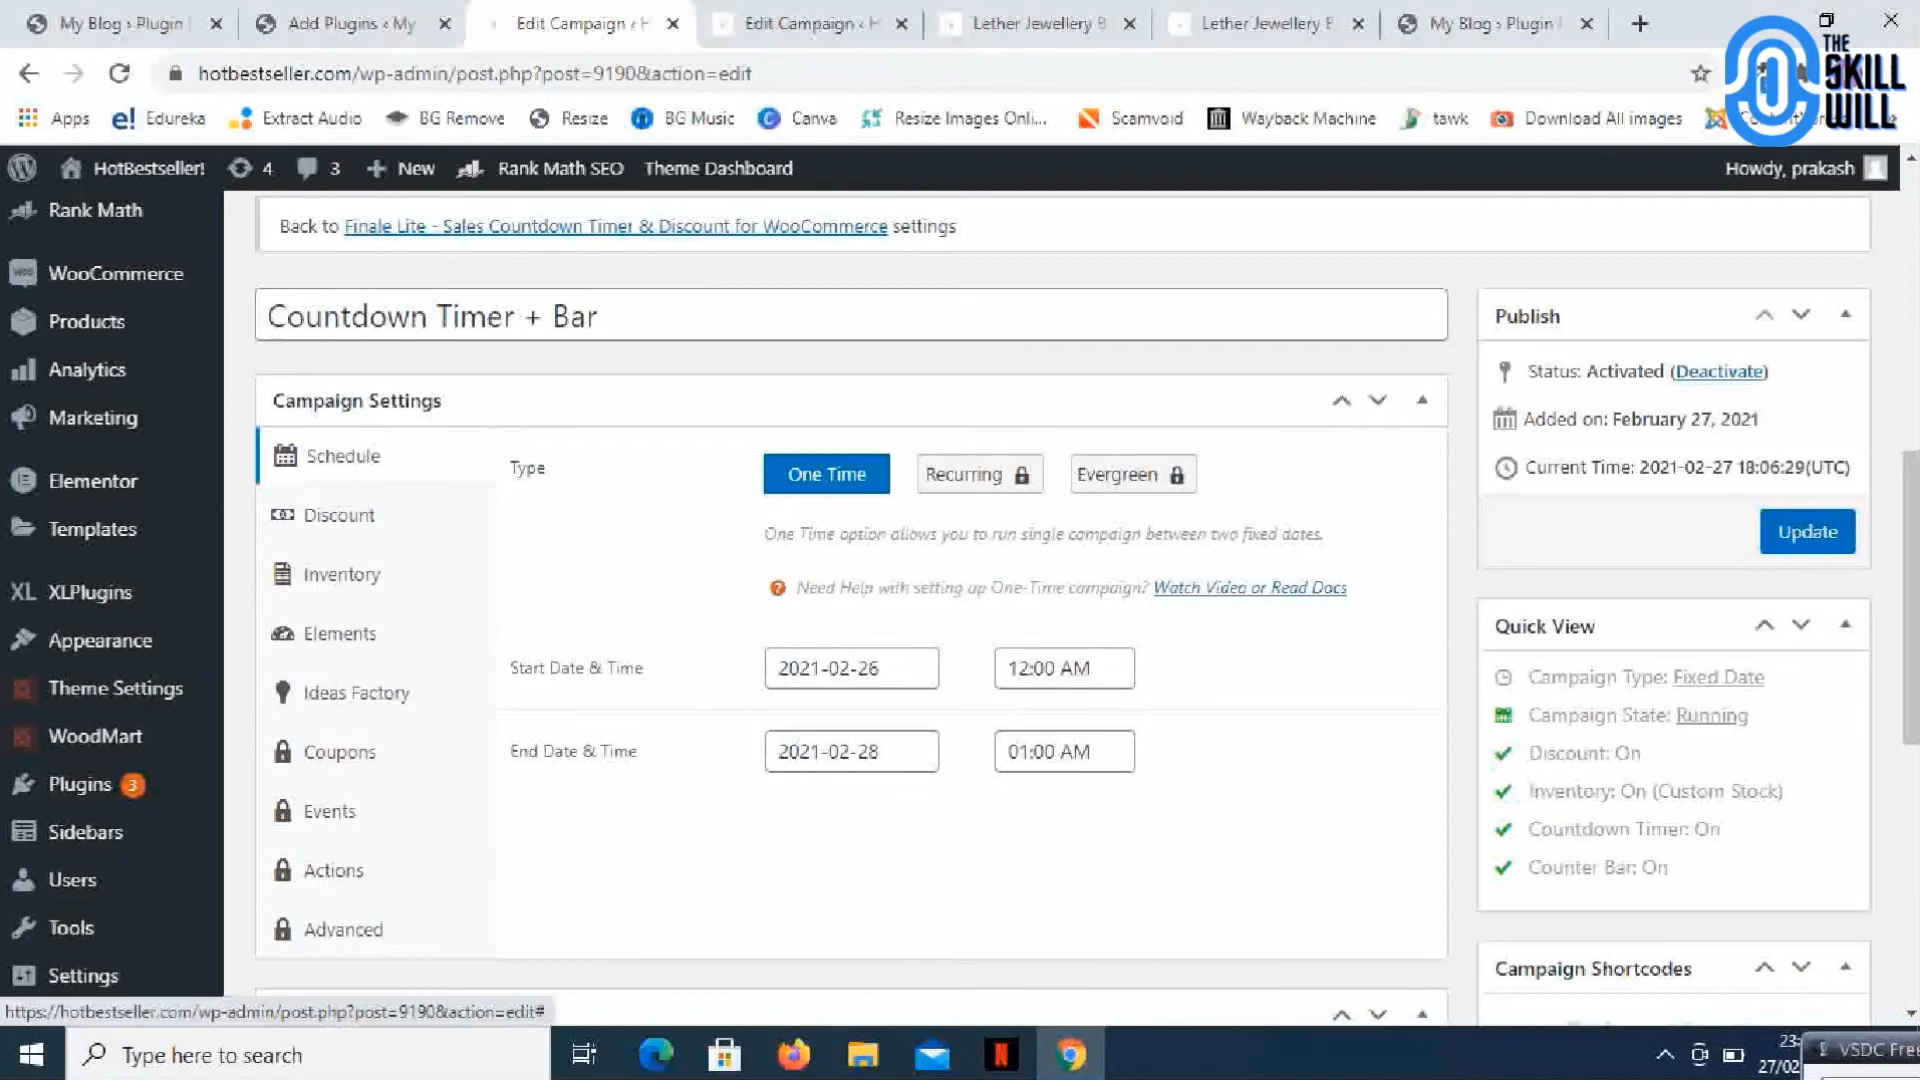 My Blog › Plugin
Add Plugins ‹ My
Edit Campaign ‹ H
Edit Campaign ‹ H
Lether Jewellery B
Lether Jewellery B
My Blog › Plugin
THE
SKILL
WILL
hotbestseller.com/wp-admin/post.php?post=9190&action=edit
Apps
e! Edureka
Extract Audio
BG Remove
Resize
BG Music
Canva
Resize Images Onli...
Scamvoid
Wayback Machine
tawk
Download All images
HotBestseller!
4
3
New
Rank Math SEO
Theme Dashboard
Howdy, prakash
Rank Math
WooCommerce
Products
Analytics
Marketing
Elementor
Templates
XL XLPlugins
Appearance
Theme Settings
WoodMart
Plugins 3
Sidebars
Users
Tools
Settings
Back to Finale Lite - Sales Countdown Timer & Discount for WooCommerce settings
Countdown Timer + Bar
Campaign Settings
Schedule
Discount
Inventory
Elements
Ideas Factory
Coupons
Events
Actions
Advanced
Type
One Time
Recurring
Evergreen
One Time option allows you to run single campaign between two fixed dates.
Need Help with setting up One-Time campaign? Watch Video or Read Docs
Start Date & Time
2021-02-26
12:00 AM
End Date & Time
2021-02-28
01:00 AM
Publish
Status: Activated (Deactivate)
Added on: February 27, 2021
Current Time: 2021-02-27 18:06:29(UTC)
Update
Quick View
Campaign Type: Fixed Date
Campaign State: Running
Discount: On
Inventory: On (Custom Stock)
Countdown Timer: On
Counter Bar: On
Campaign Shortcodes
https://hotbestseller.com/wp-admin/post.php?post=9190&action=edit#
Type here to search
N
23:
27/02
VSDC Free